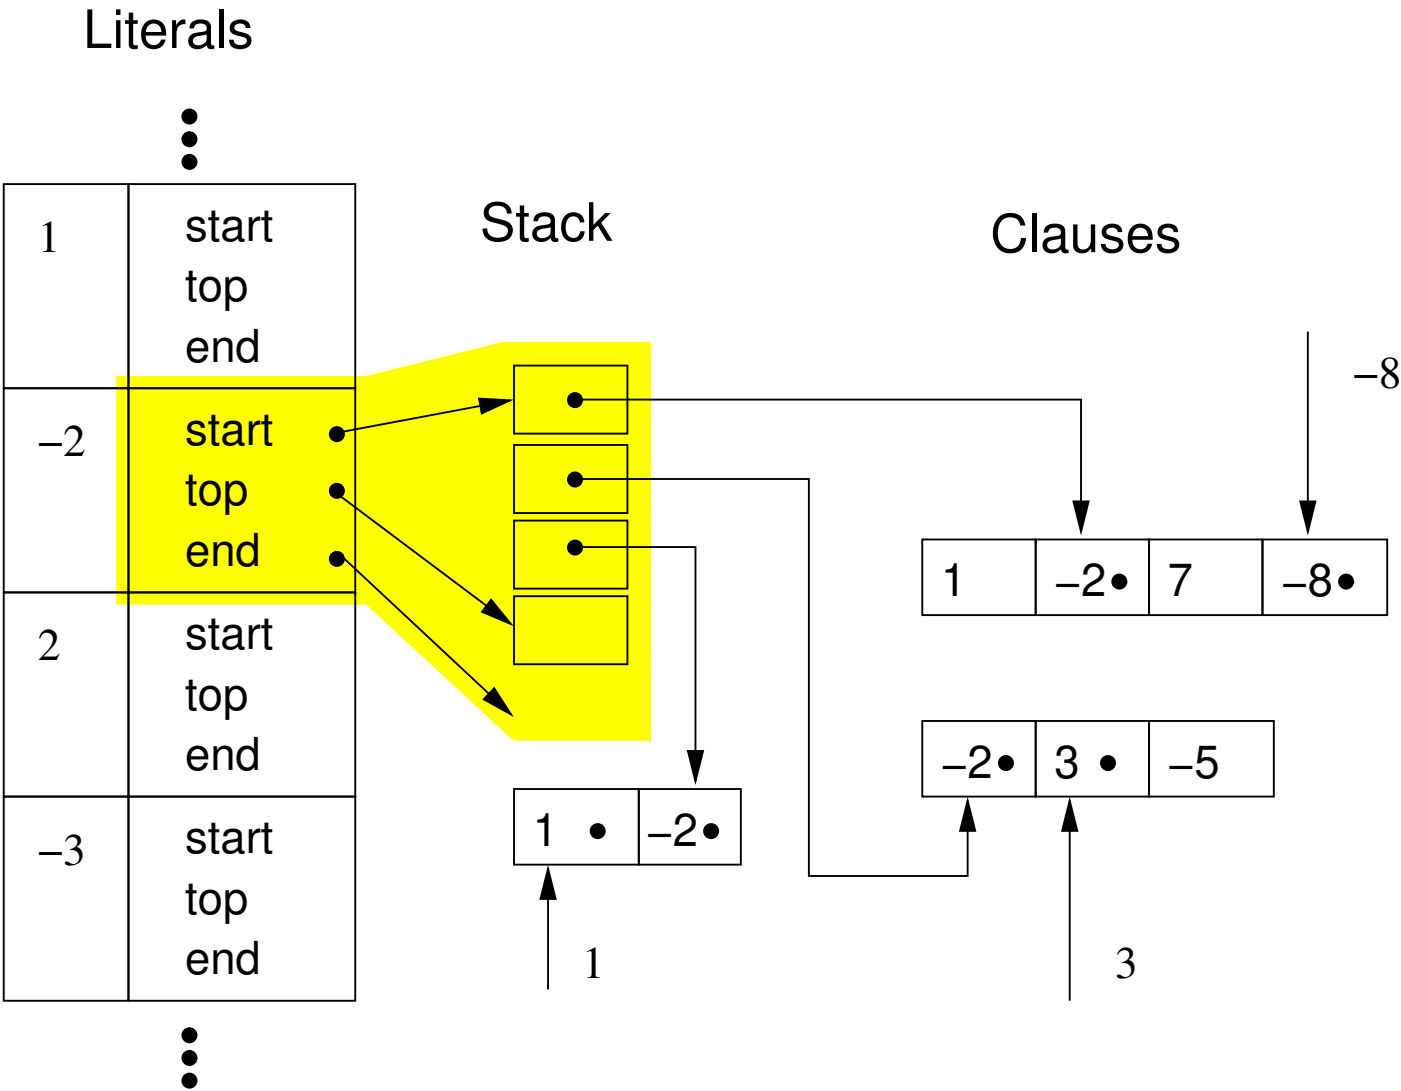 Literals
1
start
top
end
−2
start
top
end
2
start
top
end
−3
start
top
end
Stack
Clauses
−8
1 −2 7 −8
−2 3 −5
1 −2
1
3